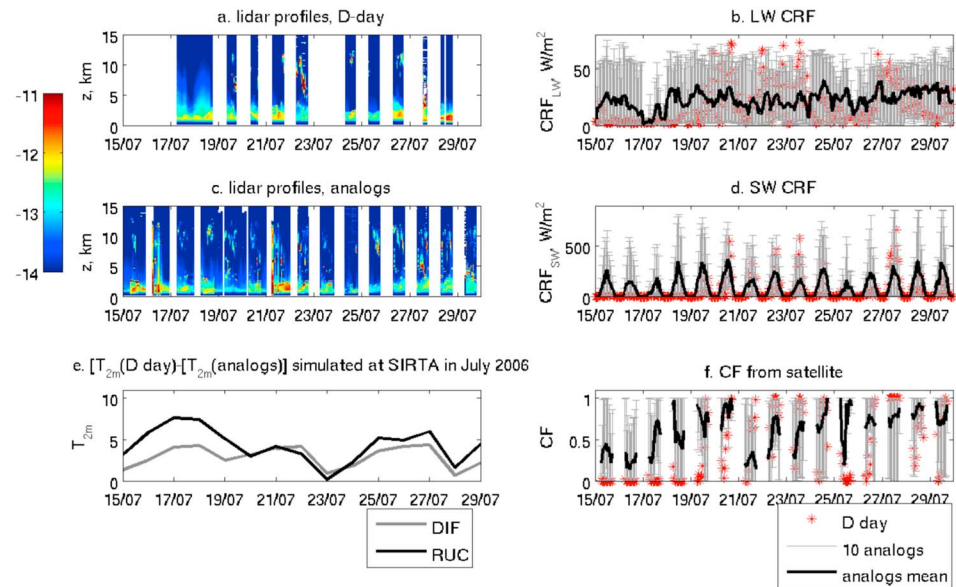 a. lidar profiles, D-day
z, km
15
10
5
0
15/07 17/07 19/07 21/07 23/07 25/07 27/07 29/07
-11
-12
-13
-14
c. lidar profiles, analogs
z, km
15
10
5
0
15/07 17/07 19/07 21/07 23/07 25/07 27/07 29/07
e. [T2m(D day)-[T2m(analogs)] simulated at SIRTA in July 2006
T2m
10
5
0
15/07 17/07 19/07 21/07 23/07 25/07 27/07 29/07
DIF
RUC
b. LW CRF
CRFLW, W/m²
50
0
15/07 17/07 19/07 21/07 23/07 25/07 27/07 29/07
d. SW CRF
CRFSW, W/m²
500
0
15/07 17/07 19/07 21/07 23/07 25/07 27/07 29/07
f. CF from satellite
CF
1
0.5
0
15/07 17/07 19/07 21/07 23/07 25/07 27/07 29/07
D day
10 analogs
analogs mean